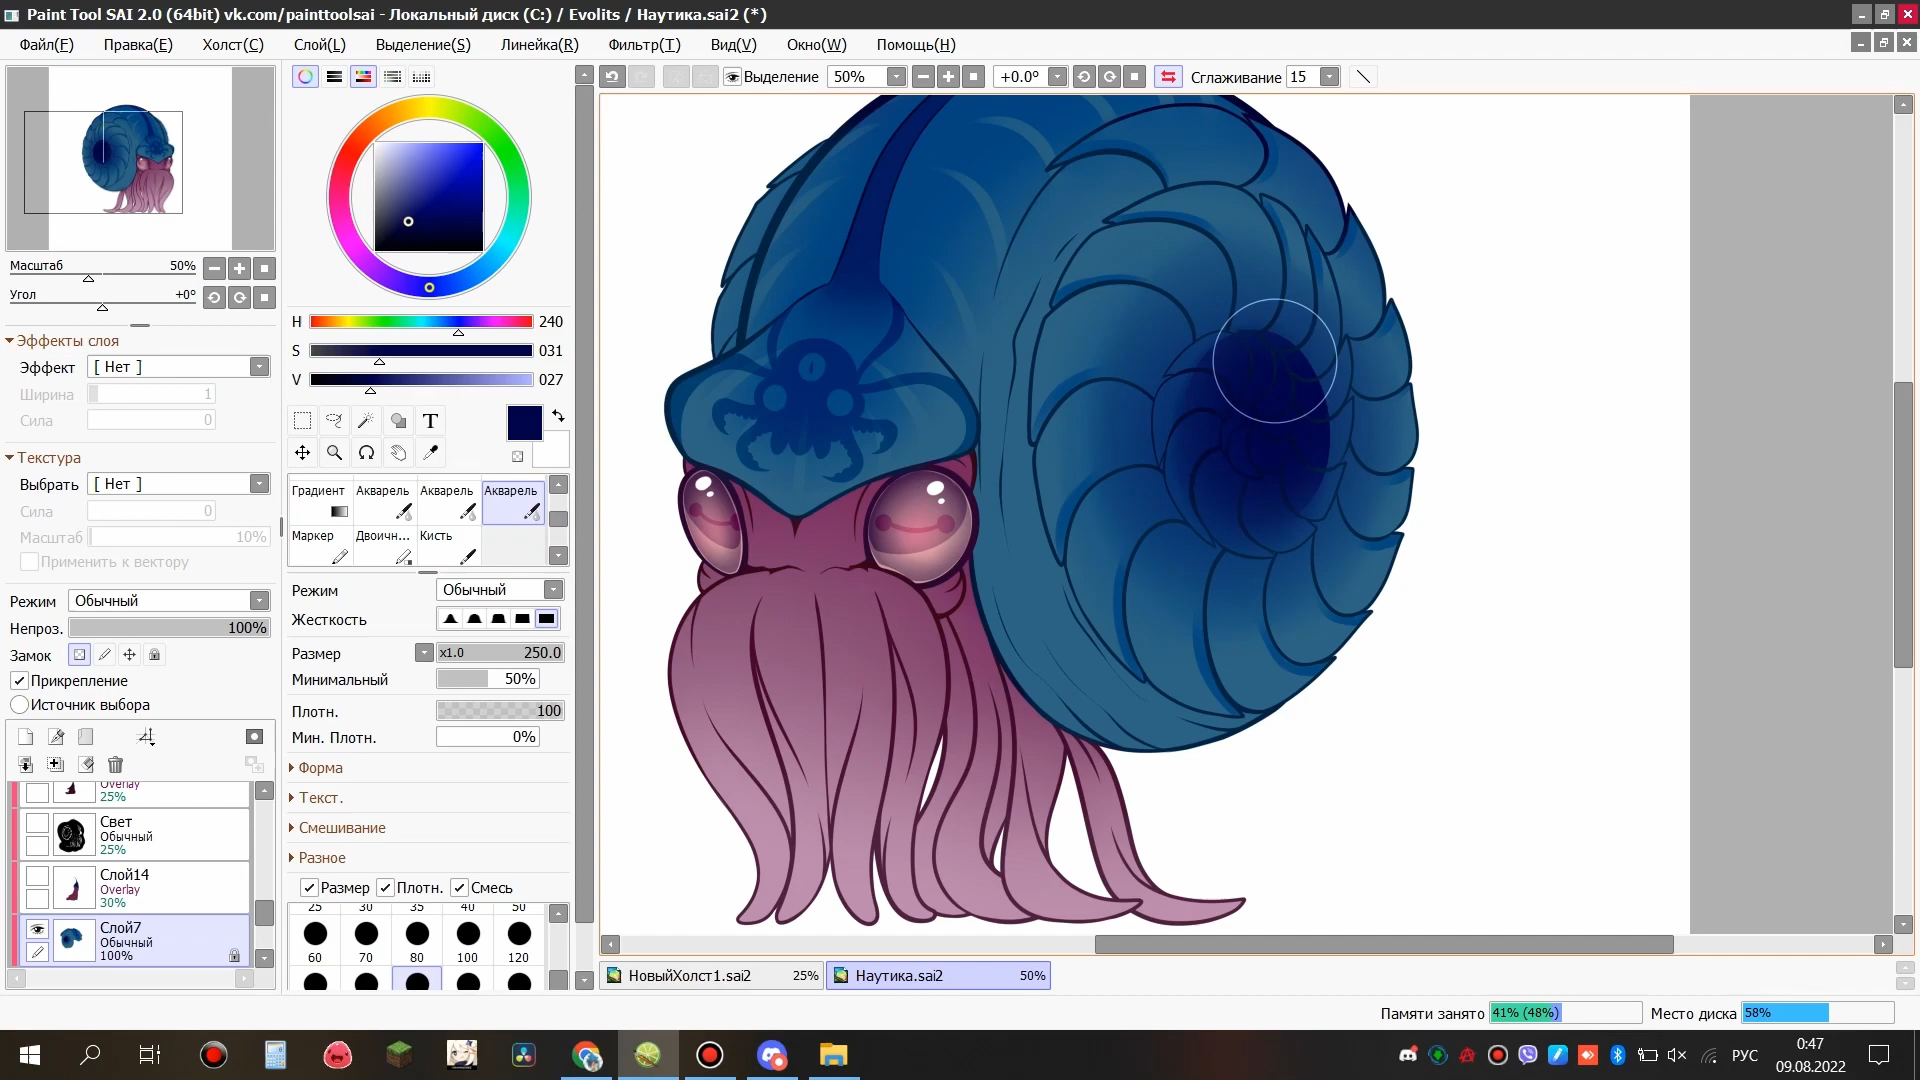 Paint Tool SAI 2.0 (64bit) vk.com/painttoolsai - Локальный диск (C:) / Evolits / Наутика.sai2 (*)
Файл(F) Правка(E) Холст(C) Слой(L) Выделение(S) Линейка(R) Фильтр(T) Вид(V) Окно(W) Помощь(H)
Выделение 50% +0.0º Сглаживание 15
Масштаб 50%
Угол +0º
Эффекты слоя
Эффект [ Нет ]
Ширина 1
Сила 0
Текстура
Выбрать [ Нет ]
Сила 0
Масштаб 10%
Применить к вектору
Режим Обычный
Непроз. 100%
Замок
Прикрепление
Источник выбора
Overlay
25%
Свет
Обычный
25%
Слой14
Overlay
30%
Слой7
Обычный
100%
H 240
S 031
V 027
T
Градиент Акварель Акварель Акварель
Маркер Двоичн... Кисть
Режим Обычный
Жесткость
Размер x1.0 250.0
Минимальный 50%
Плотн. 100
Мин. Плотн. 0%
Форма
Текст.
Смешивание
Разное
Размер Плотн. Смесь
25 30 35 40 50
60 70 80 100 120
НовыйХолст1.sai2 25% Наутика.sai2 50%
Памяти занято 41% (48%) Место диска 58%
РУС
0:47
09.08.2022